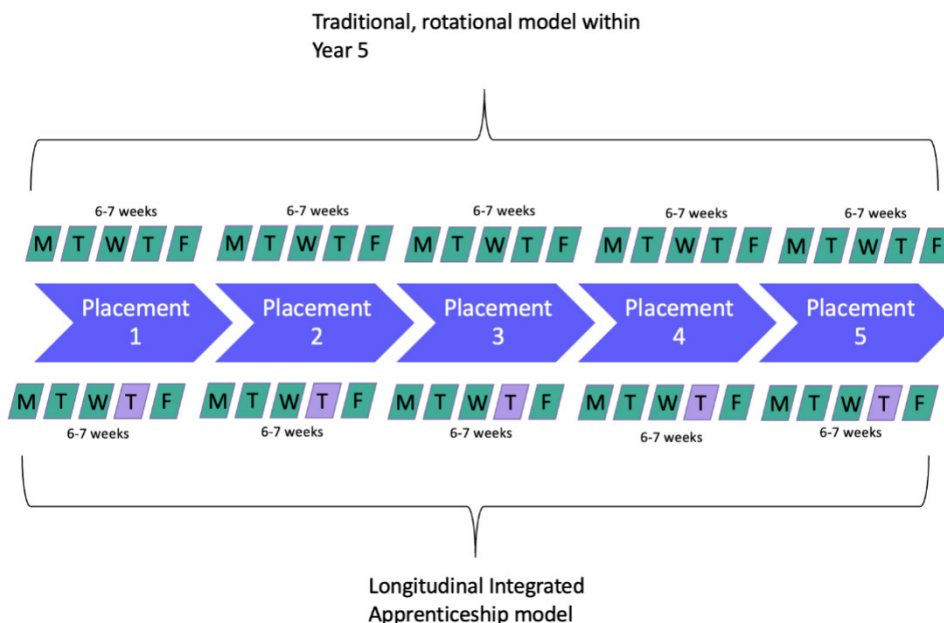 Traditional, rotational model within
Year 5
6-7 weeks 6-7 weeks 6-7 weeks 6-7 weeks 6-7 weeks
M T W T F M T W T F M T W T F M T W T F M T W T F
Placement Placement Placement Placement Placement
1 2 3 4 5
M T W T F M T W T F M T W T F M T W T F M T W T F
6-7 weeks 6-7 weeks 6-7 weeks 6-7 weeks 6-7 weeks
Longitudinal Integrated
Apprenticeship model